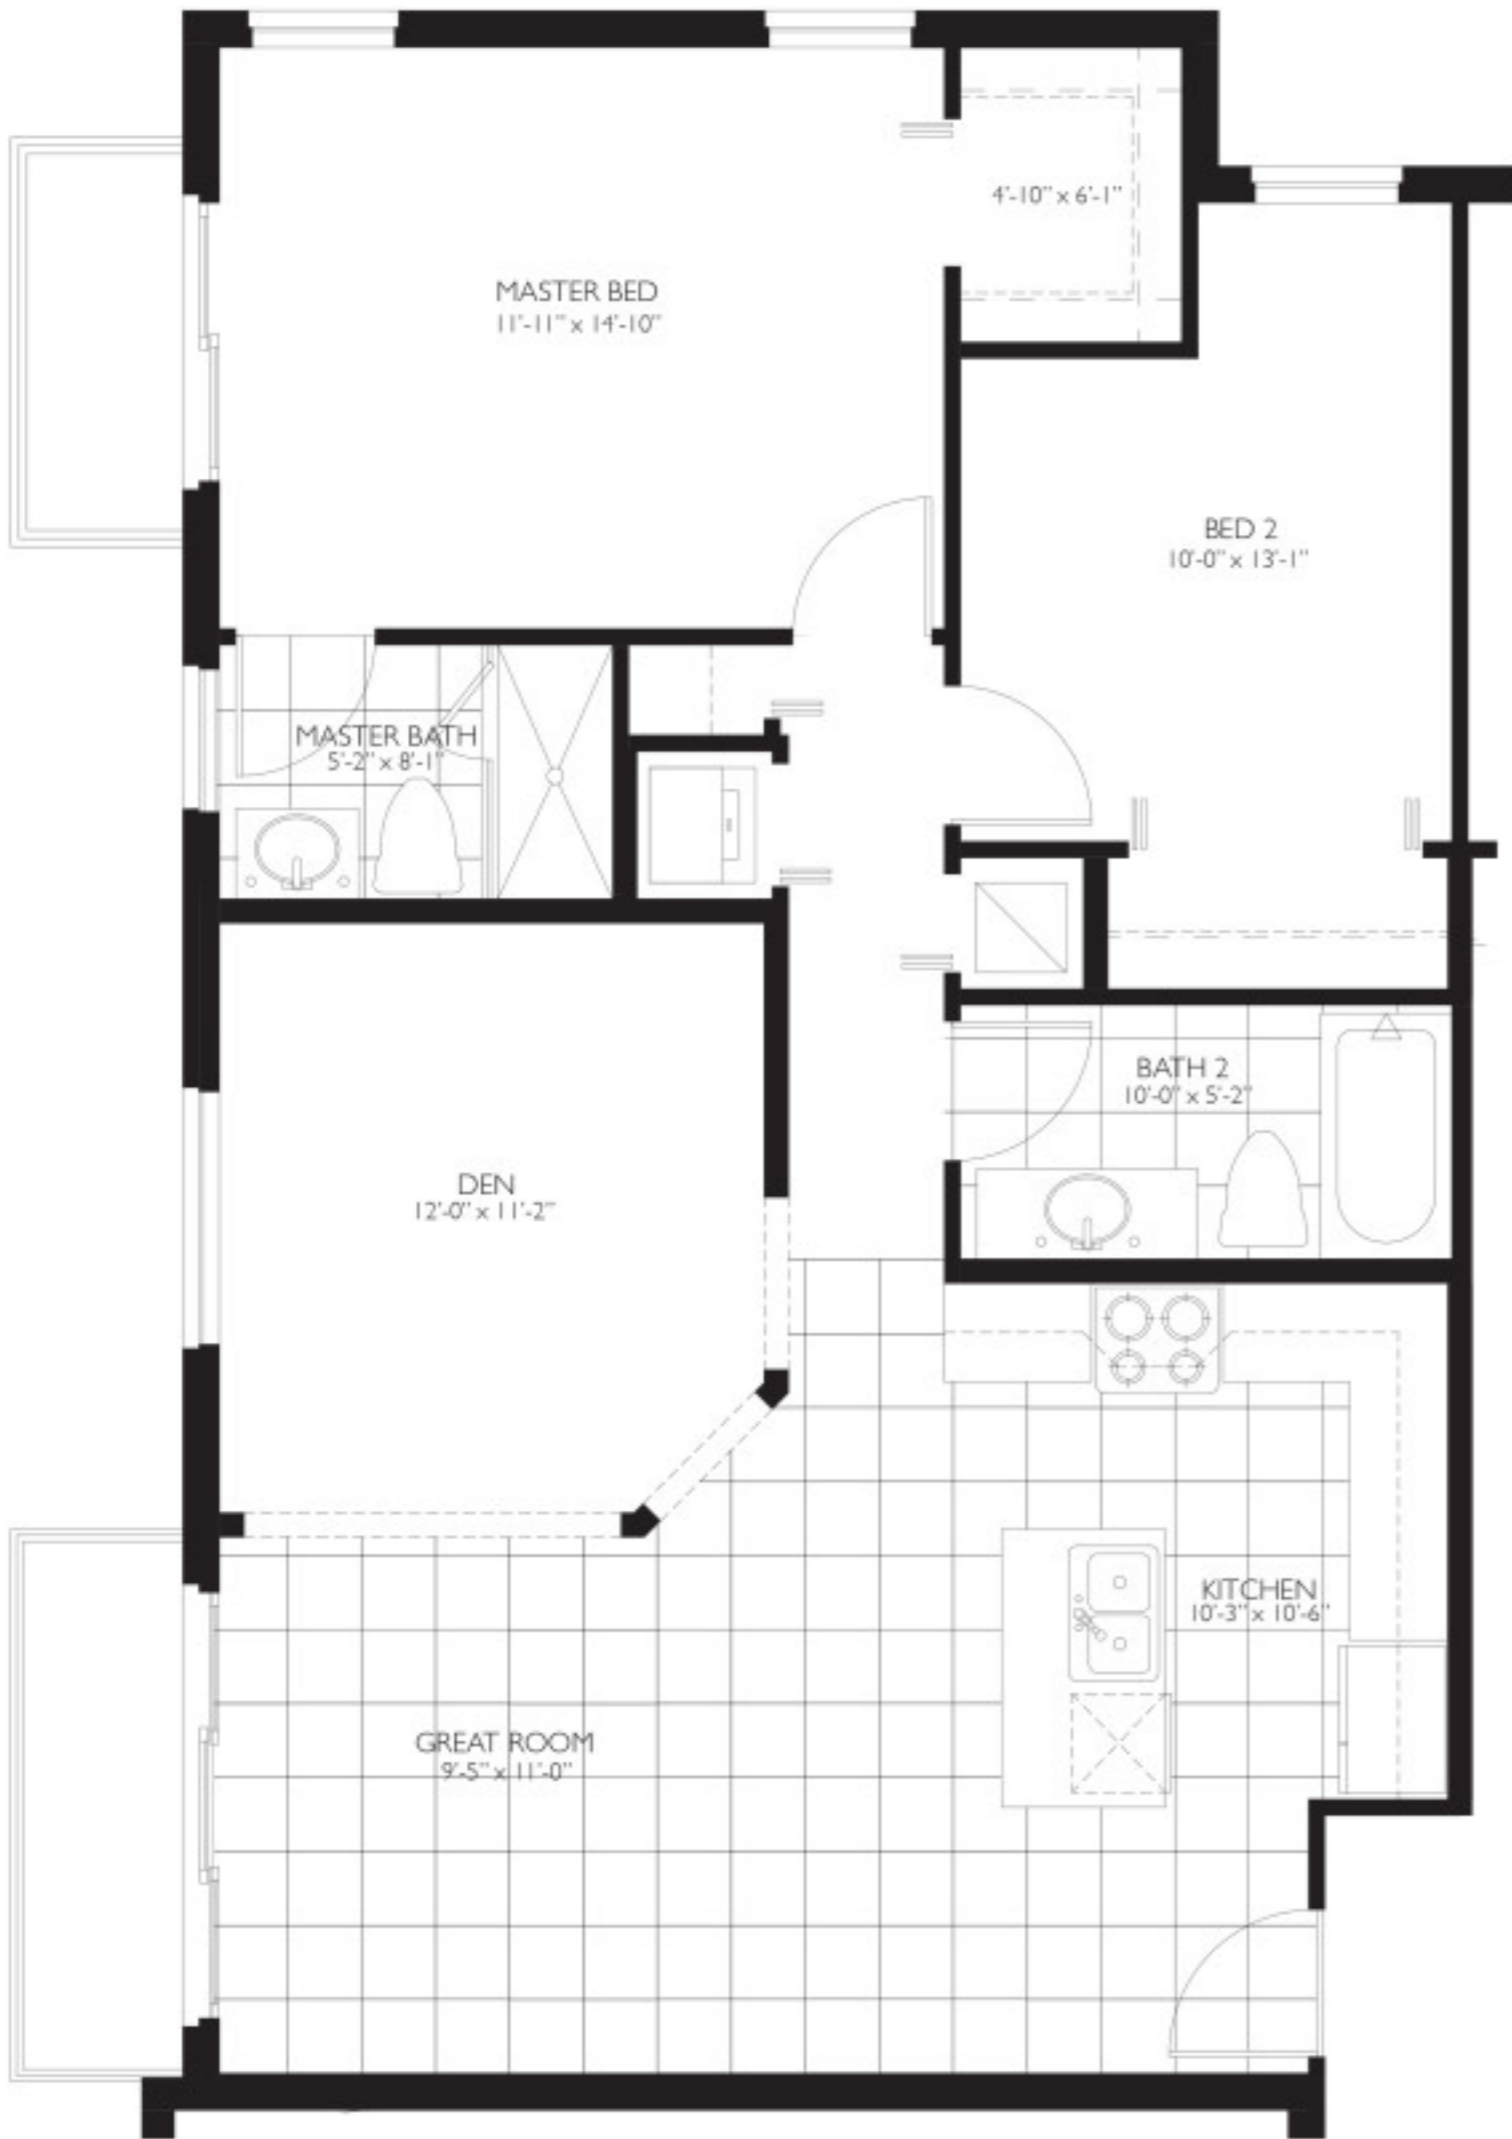 4'-10" x 6'-1"
MASTER BED
11'-11" x 14'-10"
BED 2
10'-0" x 13'-1"
MASTER BATH
5'-2" x 8'-1"
BATH 2
10'-0" x 5'-2"
DEN
12'-0" x 11'-2"
KITCHEN
10'-3" x 10'-6"
GREAT ROOM
9'-5" x 11'-0"